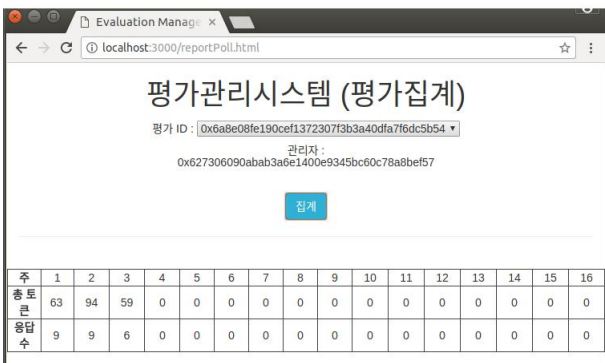 Evaluation Manage
localhost:3000/reportPoll.html
평가관리시스템 (평가집계)
평가 ID : 0x6a8e08fe190cef1372307f3b3a40dfa7f6dc5b54
관리자 :
0x627306090abab3a6e1400e9345bc60c78a8bef57
집계
주 1 2 3 4 5 6 7 8 9 10 11 12 13 14 15 16
총 토큰 63 94 59 0 0 0 0 0 0 0 0 0 0 0 0 0
응답수 9 9 6 0 0 0 0 0 0 0 0 0 0 0 0 0